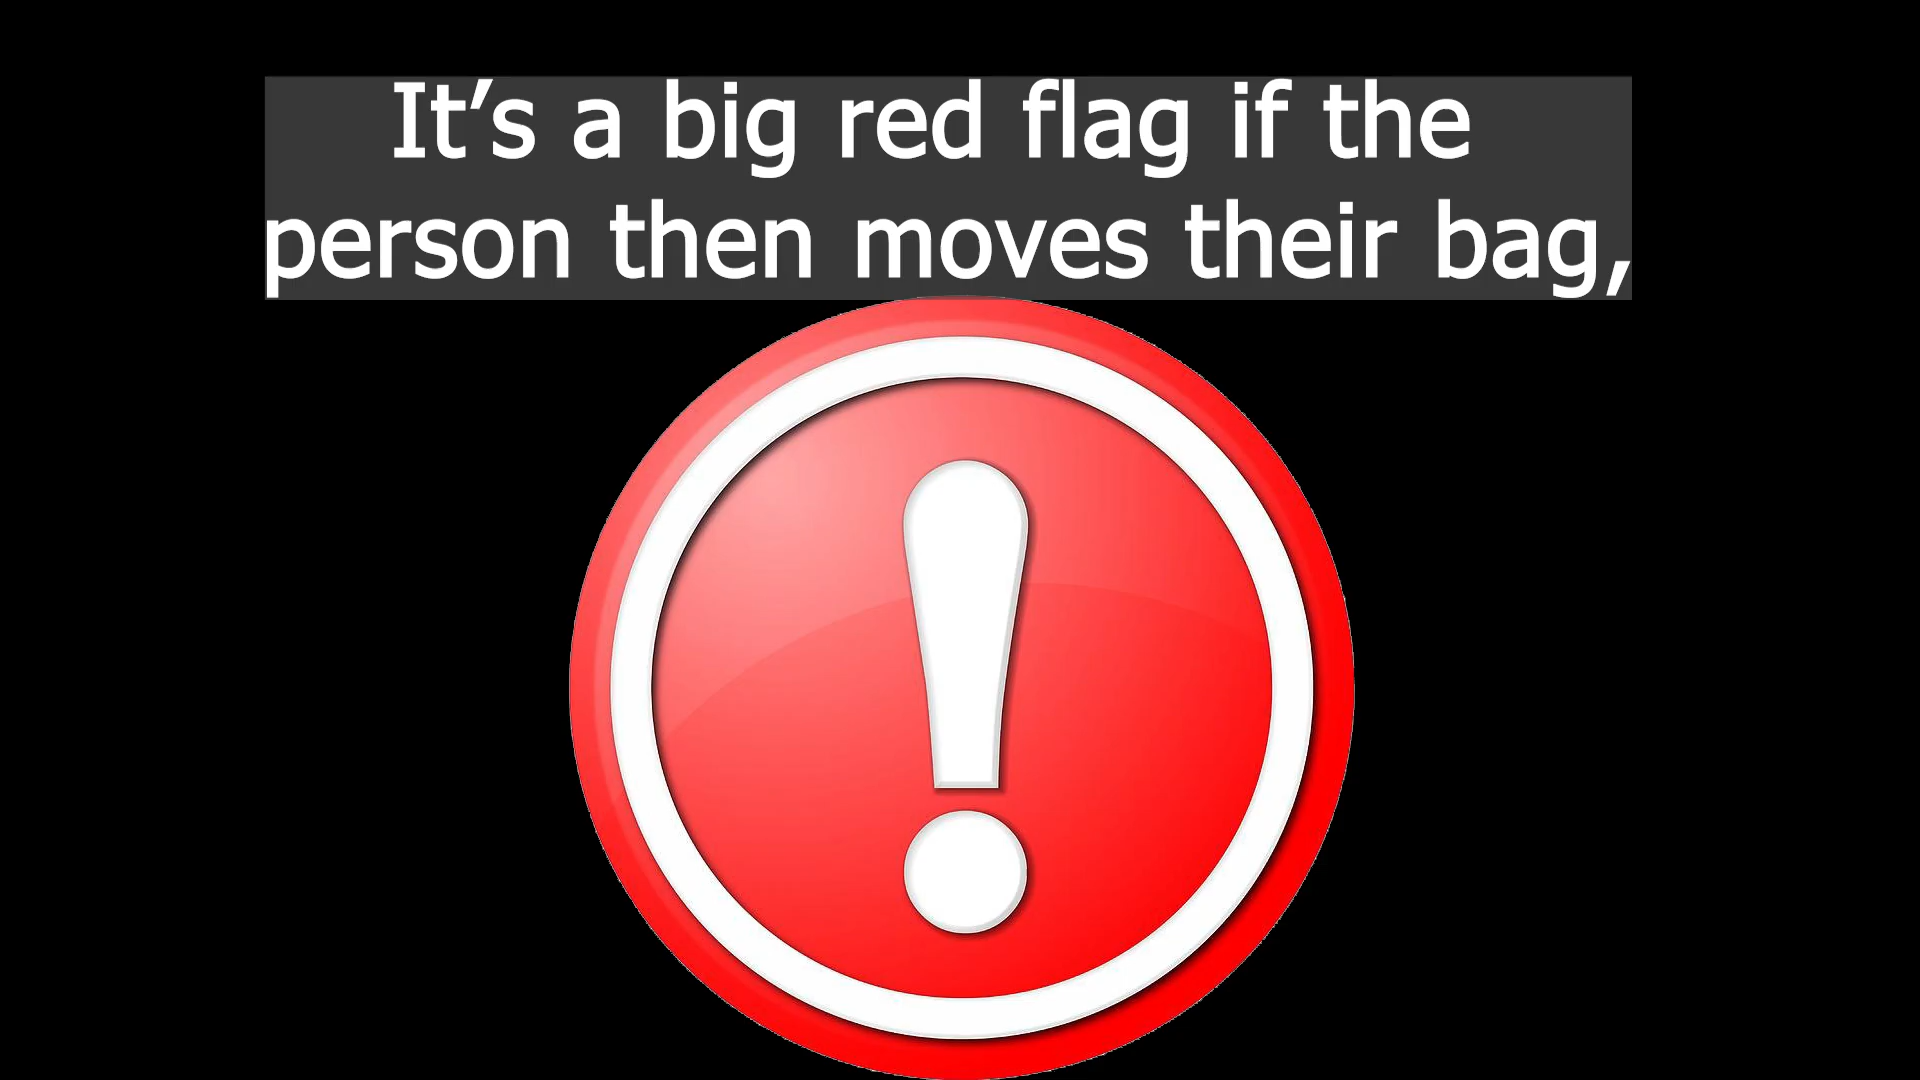 It’s a big red flag if the
person then moves their bag,